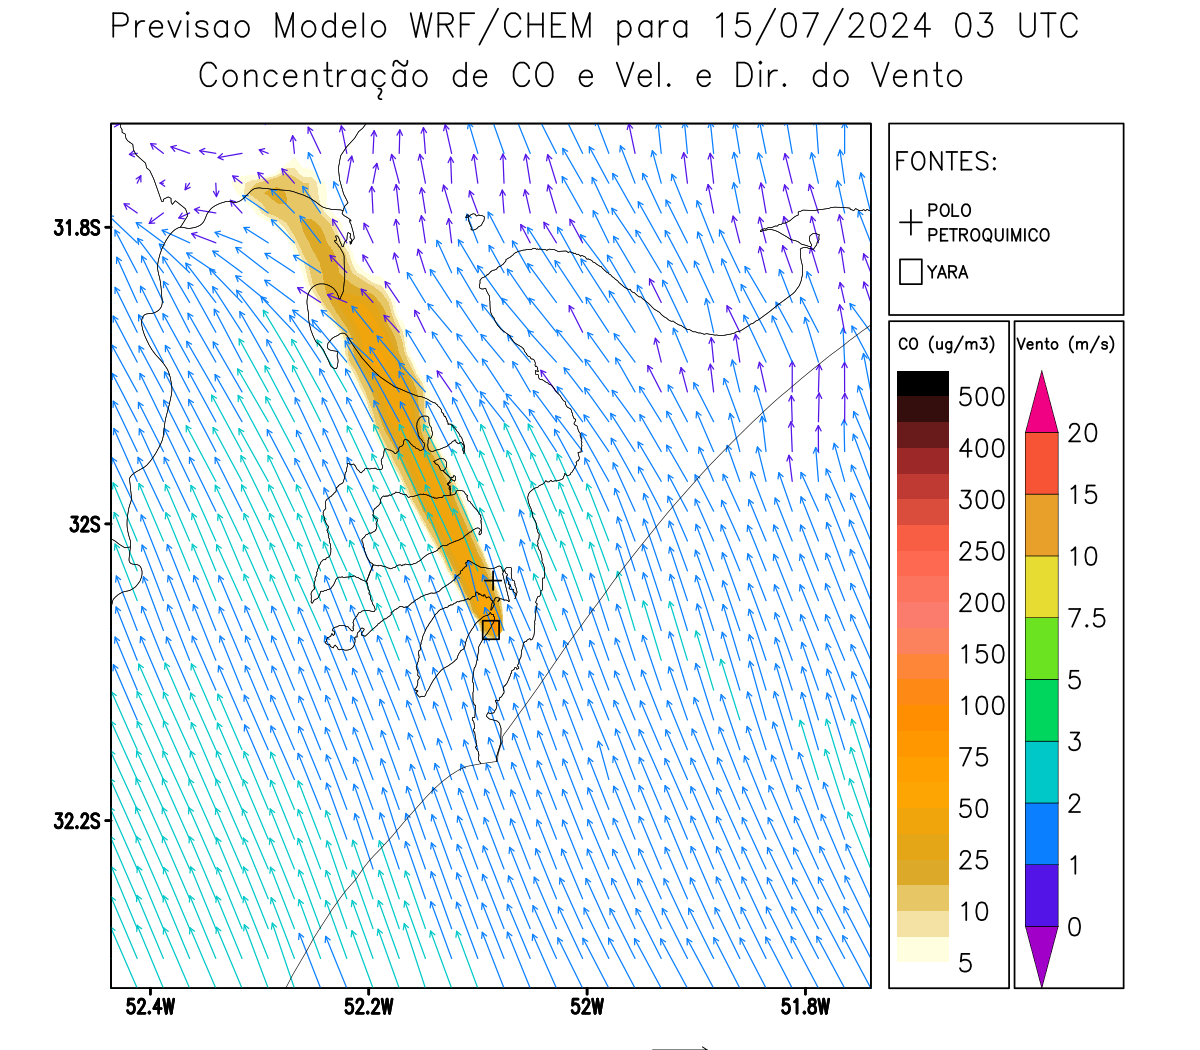 Previsao Modelo WRF/CHEM para 15/07/2024 03 UTC
Concentração de CO e Vel. e Dir. do Vento
FONTES:
POLO
PETROQUIMICO
YARA
31.8S
32S
32.2S
52.4W
52.2W
52W
51.8W
CO (ug/m3)
500
400
300
250
200
150
100
75
50
25
10
5
Vento (m/s)
20
15
10
7.5
5
3
2
1
0